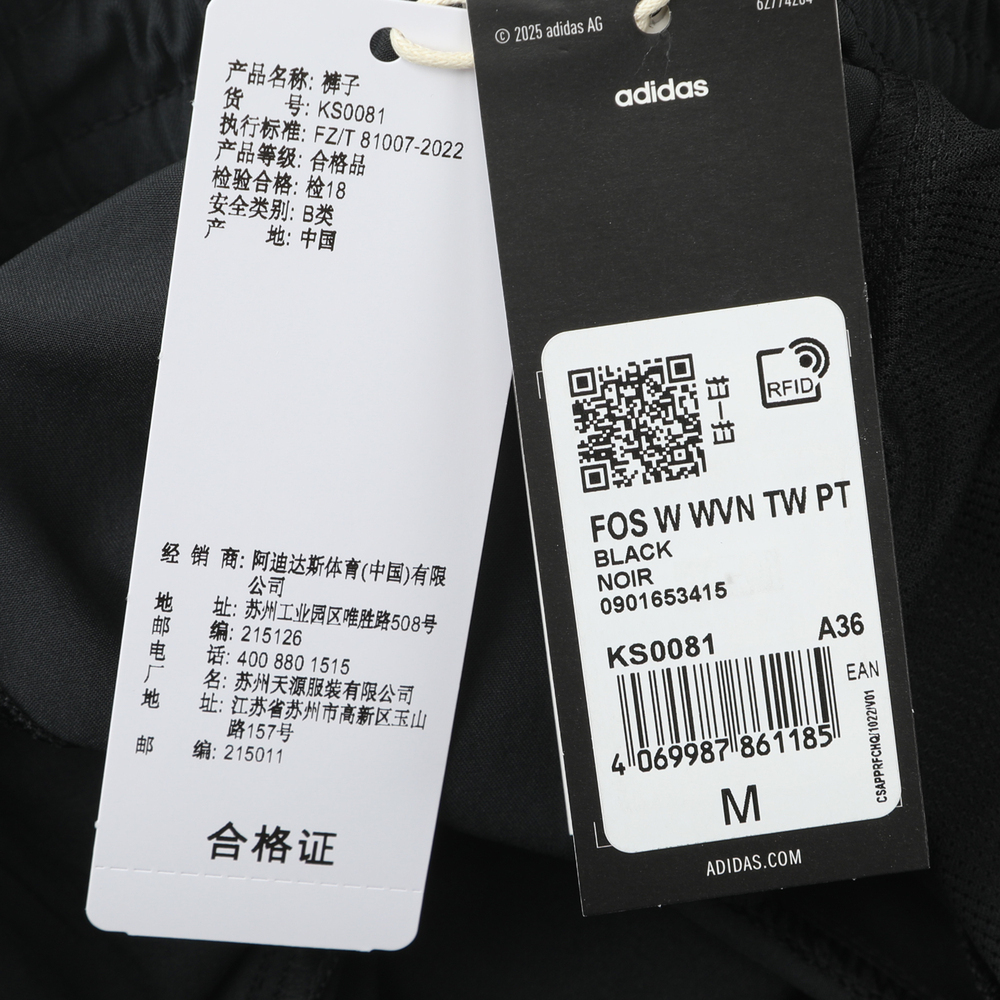 产品名称: 裤子
货 号: KS0081
执行标准: FZ/T 81007-2022
产品等级: 合格品
检验合格: 检18
安全类别: B类
产 地: 中国
经 销 商: 阿迪达斯体育(中国)有限
公司
地 址: 苏州工业园区唯胜路508号
邮 编: 215126
电 话: 400 880 1515
厂 名: 苏州天源服装有限公司
地 址: 江苏省苏州市高新区玉山
路157号
邮 编: 215011
合格证
© 2025 adidas AG
adidas
RFID
FOS W WVN TW PT
BLACK
NOIR
0901653415
KS0081
A36
EAN
4 069987 861185
CSAPPRFCHQ/1022/V01
M
ADIDAS.COM